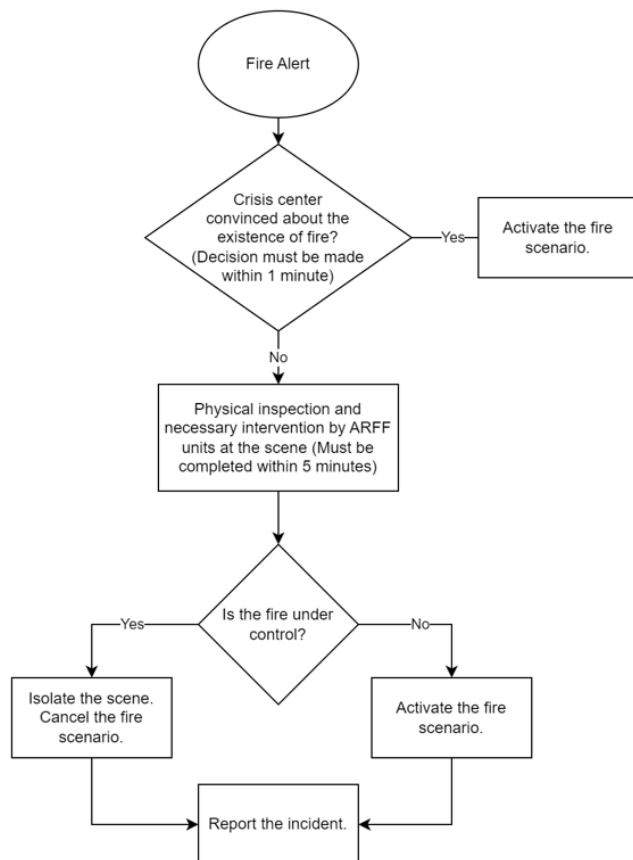 Fire Alert
Crisis center
convinced about the
existence of fire?
(Decision must be made
within 1 minute)
Yes
Activate the fire
scenario.
No
Physical inspection and
necessary intervention by ARFF
units at the scene (Must be
completed within 5 minutes)
Is the fire under
control?
Yes
No
Isolate the scene.
Cancel the fire
scenario.
Activate the fire
scenario.
Report the incident.